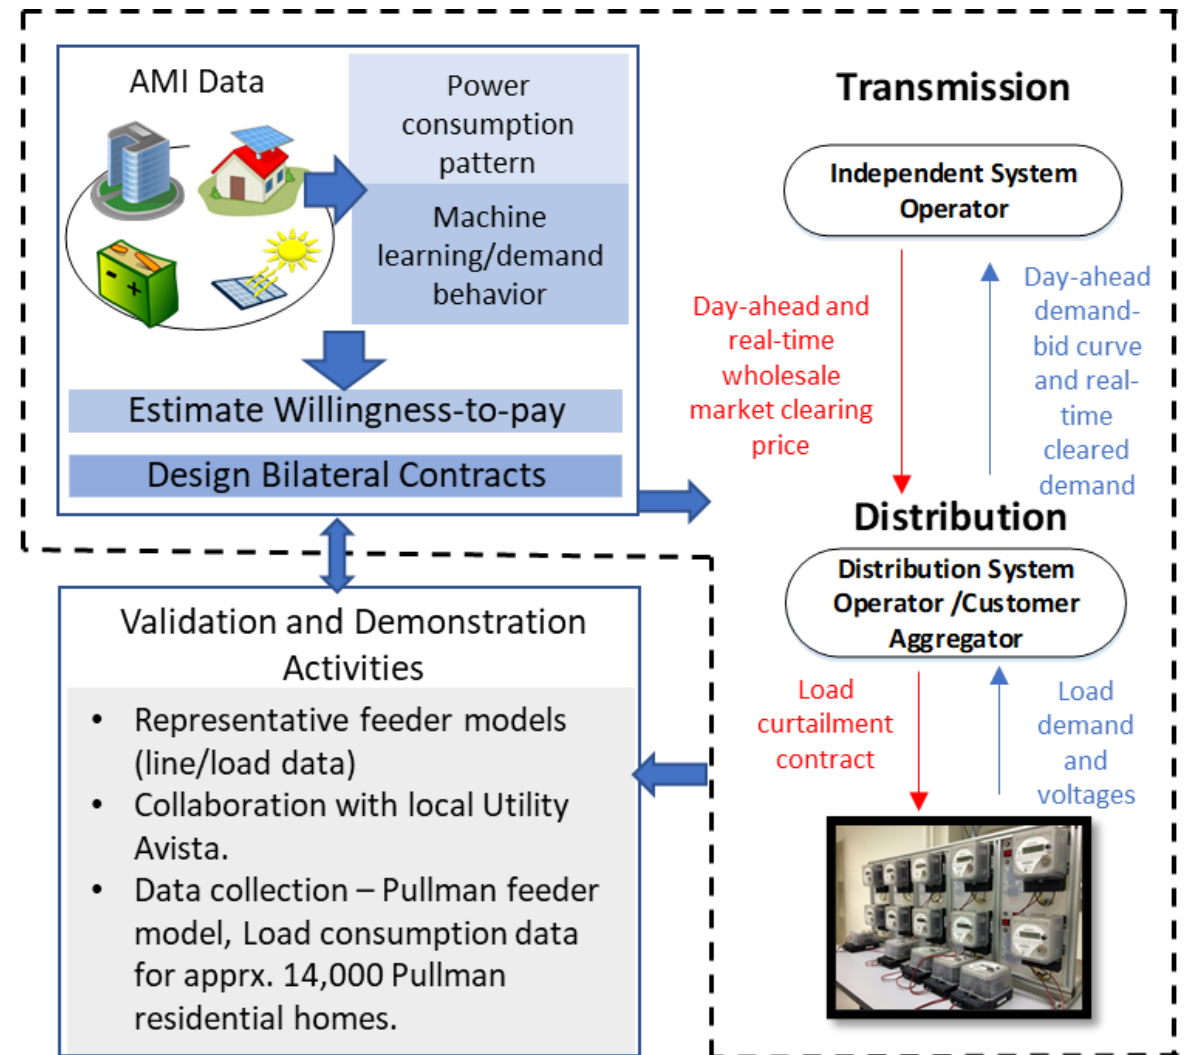 AMI Data
Power
consumption
pattern
Machine
learning/demand
behavior
Estimate Willingness-to-pay
Design Bilateral Contracts
Validation and Demonstration
Activities
• Representative feeder models
(line/load data)
• Collaboration with local Utility
Avista.
• Data collection – Pullman feeder
model, Load consumption data
for apprx. 14,000 Pullman
residential homes.
Transmission
Independent System
Operator
Day-ahead and
real-time
wholesale
market clearing
price
Day-ahead
demand-
bid curve
and real-
time
cleared
demand
Distribution
Distribution System
Operator /Customer
Aggregator
Load
curtailment
contract
Load
demand
and
voltages